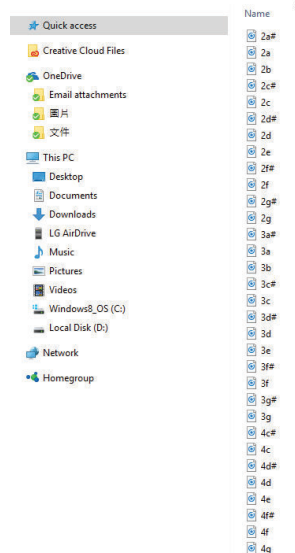 Quick access
Creative Cloud Files
OneDrive
Email attachments
圖片
文件
This PC
Desktop
Documents
Downloads
LG AirDrive
Music
Pictures
Videos
Windows8_OS (C:)
Local Disk (D:)
Network
Homegroup
Name
2a#
2a
2b
2c#
2c
2d#
2d
2e
2f#
2f
2g#
2g
3a#
3a
3b
3c#
3c
3d#
3d
3e
3f#
3f
3g#
3g
4c#
4c
4d#
4d
4e
4f#
4f
4g